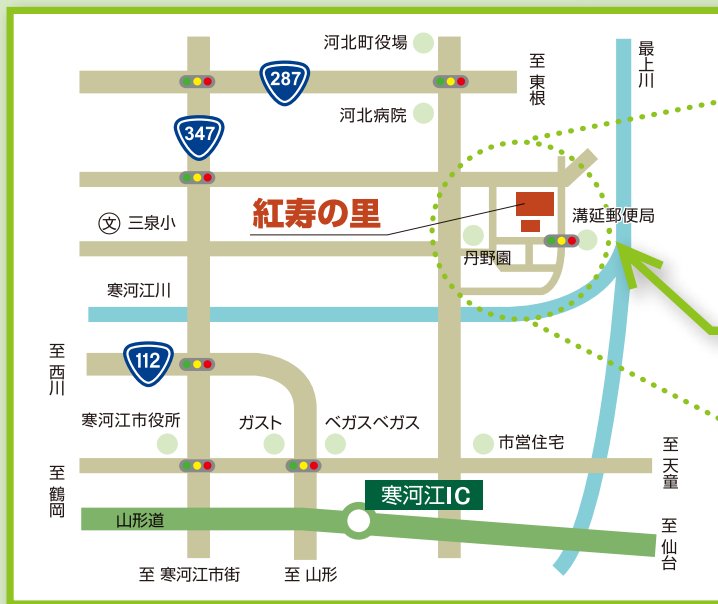 河北町役場
至 東根
最上川
287
河北病院
347
紅寿の里
溝延郵便局
文 三泉小
丹野園
寒河江川
至 西川
112
寒河江市役所
ガスト
ベガスベガス
市営住宅
至 天童
至 鶴岡
寒河江IC
山形道
至 仙台
至 寒河江市街
至 山形